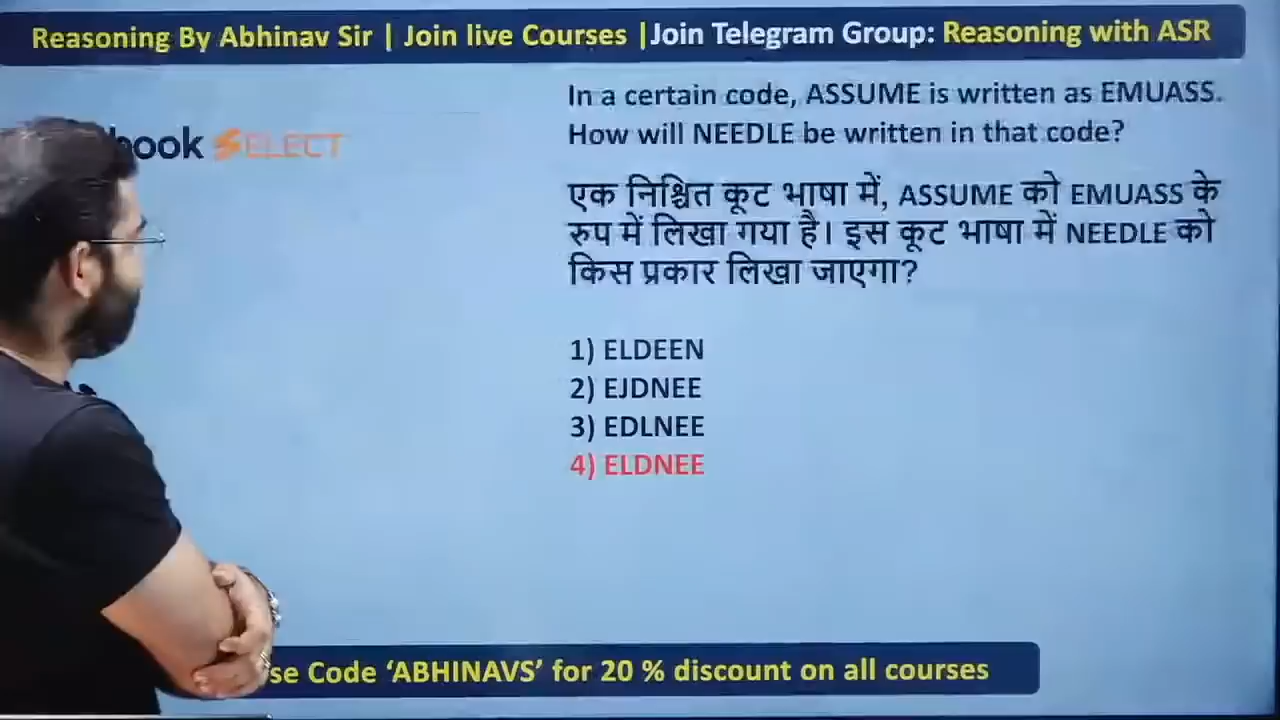 Reasoning By Abhinav Sir | Join live Courses |Join Telegram Group: Reasoning with ASR
In a certain code, ASSUME is written as EMUASS.
How will NEEDLE be written in that code?
book SELECT
एक निश्चित कूट भाषा में, ASSUME को EMUASS के
रुप में लिखा गया है। इस कूट भाषा में NEEDLE को
किस प्रकार लिखा जाएगा?
1) ELDEEN
2) EJDNEE
3) EDLNEE
4) ELDNEE
se Code ‘ABHINAVS’ for 20 % discount on all courses